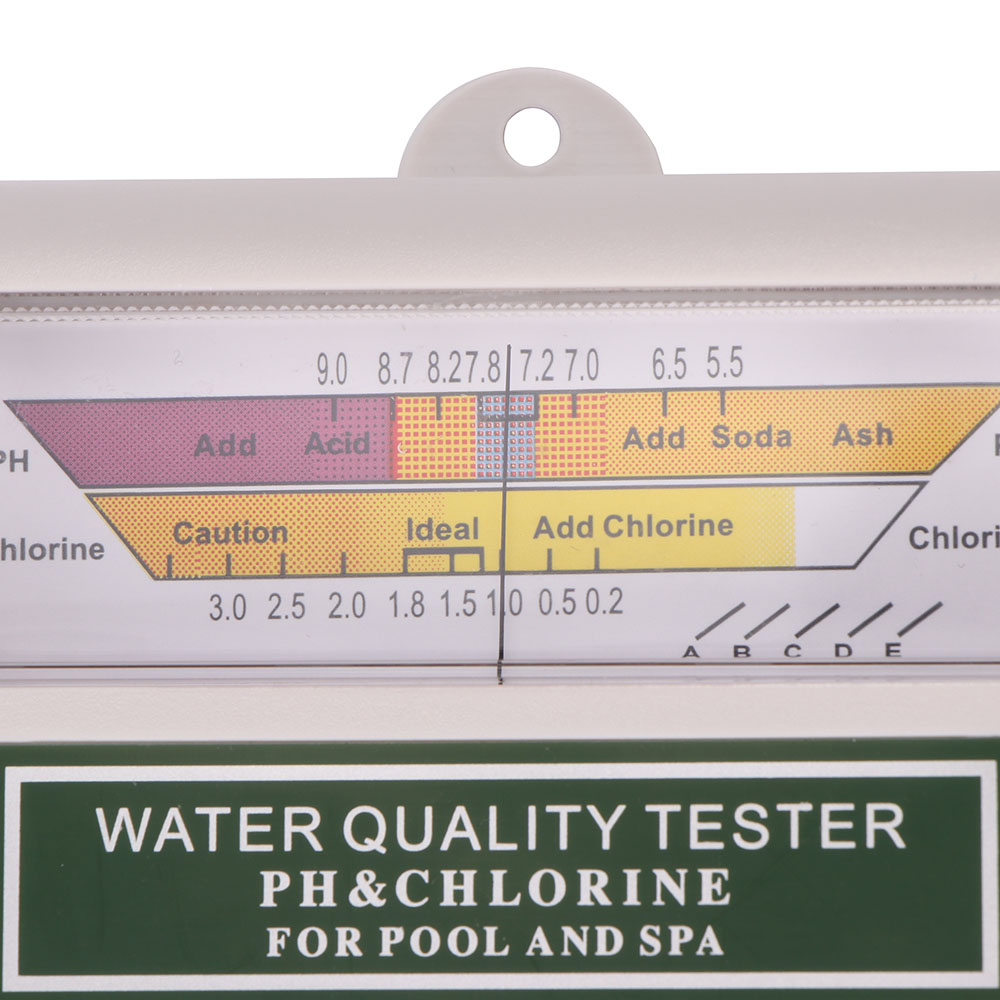 9.0 8.7 8.2 7.8 7.2 7.0 6.5 5.5
Add Acid Add Soda Ash
PH
Caution Ideal Add Chlorine
hlorine Chlori
3.0 2.5 2.0 1.8 1.5 1.0 0.5 0.2
A B C D E
WATER QUALITY TESTER
PH&CHLORINE
FOR POOL AND SPA